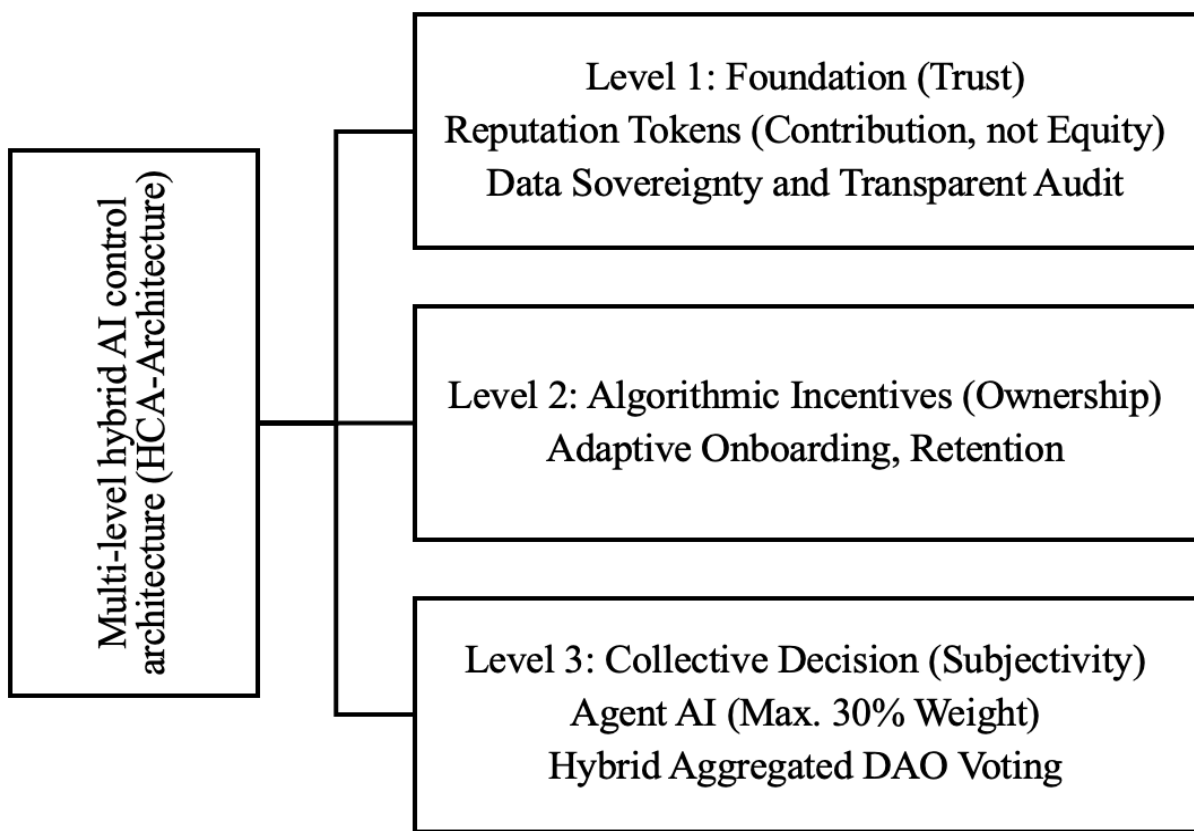 Multi-level hybrid AI control
architecture (HCA-Architecture)
Level 1: Foundation (Trust)
Reputation Tokens (Contribution, not Equity)
Data Sovereignty and Transparent Audit
Level 2: Algorithmic Incentives (Ownership)
Adaptive Onboarding, Retention
Level 3: Collective Decision (Subjectivity)
Agent AI (Max. 30% Weight)
Hybrid Aggregated DAO Voting